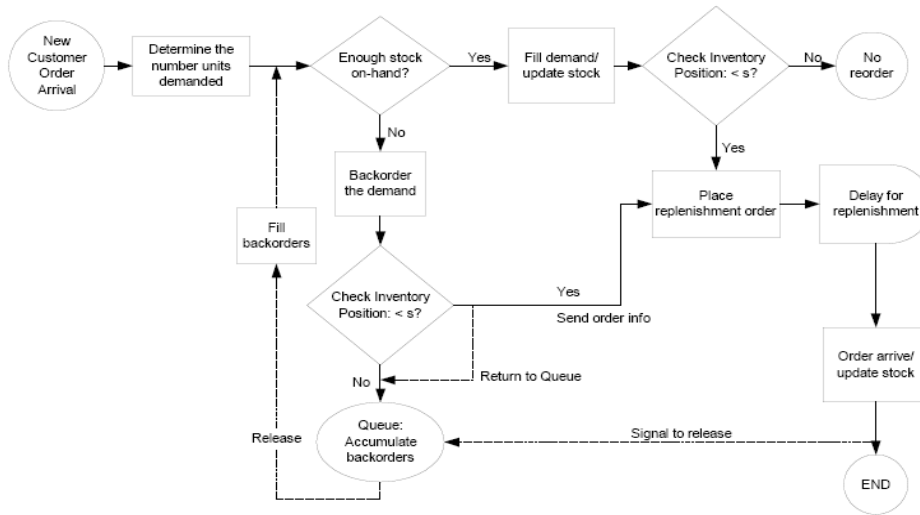 New
Customer
Order
Arrival
Determine the
number units
demanded
Enough stock
on-hand?
Yes
Fill demand/
update stock
Check Inventory
Position: < s?
No
No
reorder
No
Yes
Backorder
the demand
Place
replenishment order
Delay for
replenishment
Fill
backorders
Check Inventory
Position: < s?
Yes
Send order info
Order arrive/
update stock
No
Return to Queue
Queue:
Accumulate
backorders
Release
Signal to release
END